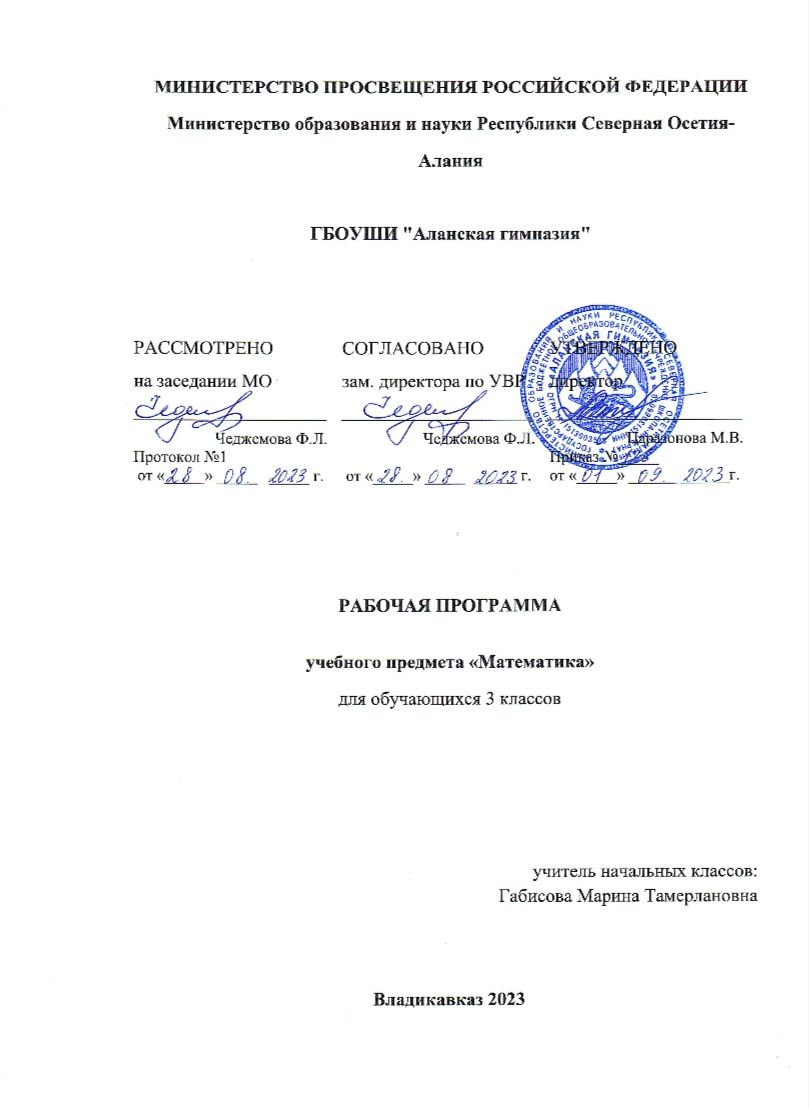 МИНИСТЕРСТВО ПРОСВЕЩЕНИЯ РОССИЙСКОЙ ФЕДЕРАЦИИ
Министерство образования и науки Республики Северная Осетия-
Алания
ГБОУШИ "Аланская гимназия"
РАССМОТРЕНО
на заседании МО
Чеджемова Ф.Л.
Протокол №1
от «28» 08. 2023 г.
СОГЛАСОВАНО
зам. директора по УВР
Чеджемова Ф.Л.
от «28.» 08 2023 г.
УТВЕРЖДЕНО
директор
Паразонова М.В.
Приказ №
от «01» 09. 2023 г.
«АЛАНСКАЯ ГИМНАЗИЯ»
РАБОЧАЯ ПРОГРАММА
учебного предмета «Математика»
для обучающихся 3 классов
учитель начальных классов:
Габисова Марина Тамерлановна
Владикавказ 2023